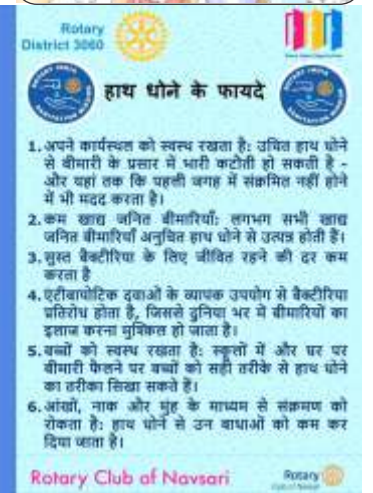 Rotary
District 3060
हाथ धोने के फायदे
1. अपने कार्यस्थल को स्वस्थ रखता है: उचित हाथ धोने
से बीमारी के प्रसार में भारी कटौती हो सकती है -
और यहां तक कि पहली जगह में संक्रमित नहीं होने
में भी मदद करता है।
2. कम खाद्य जनित बीमारियाँ: लगभग सभी खाद्य
जनित बीमारियाँ अनुचित हाथ धोने से उत्पन्न होती हैं।
3. सुस्त बैक्टीरिया के लिए जीवित रहने की दर कम
करता है
4. एंटीबायोटिक दवाओं के व्यापक उपयोग से बैक्टीरिया
प्रतिरोध होता है, जिससे दुनिया भर में बीमारियों का
इलाज करना मुश्किल हो जाता है।
5. बच्चों को स्वस्थ रखता है: स्कूलों में और घर पर
बीमारी फैलने पर बच्चों को सही तरीके से हाथ धोने
का तरीका सिखा सकते हैं।
6. आंखों, नाक और मुंह के माध्यम से संक्रमण को
रोकता है: हाथ धोने से उन बाधाओं को कम कर
दिया जाता है।
Rotary Club of Navsari
Rotary